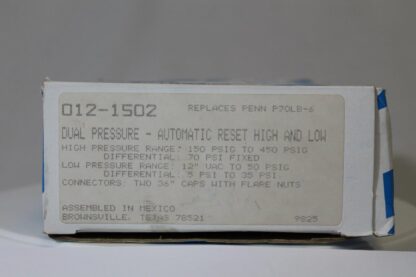 012-1502
REPLACES PENN P70LB-6
DUAL PRESSURE - AUTOMATIC RESET HIGH AND LOW
HIGH PRESSURE RANGE: 150 PSIG TO 450 PSIG
DIFFERENTIAL: 70 PSI FIXED
LOW PRESSURE RANGE: 12" VAC TO 50 PSIG
DIFFERENTIAL: 5 PSI TO 35 PSI
CONNECTORS: TWO 36" CAPS WITH FLARE NUTS
ASSEMBLED IN MEXICO
BROWNSVILLE, TEXAS 78521
9825